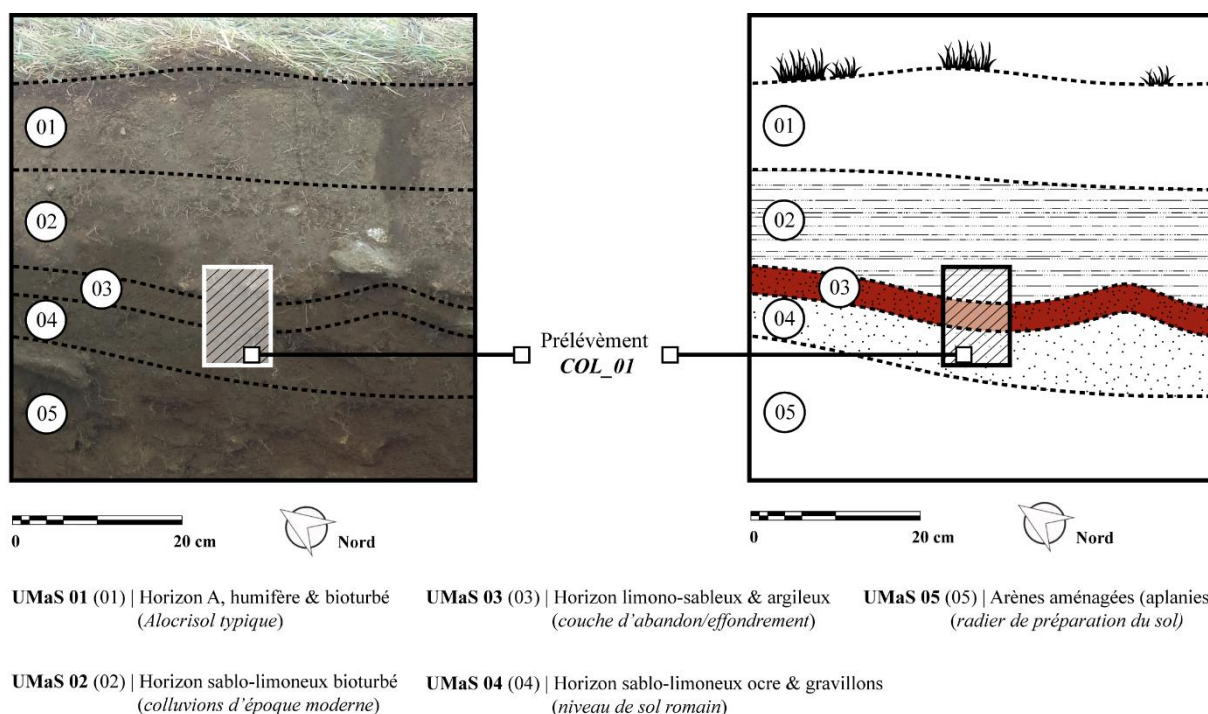 01
01
02
02
03
03
04
04
Prélévèment
COL_01
05
05
0 20 cm Nord
0 20 cm Nord
UMaS 01 (01) | Horizon A, humifère & bioturbé
(Alocrisol typique)
UMaS 03 (03) | Horizon limono-sableux & argileux
(couche d’abandon/effondrement)
UMaS 05 (05) | Arènes aménagées (aplanies
(radier de préparation du sol)
UMaS 02 (02) | Horizon sablo-limoneux bioturbé
(colluvions d’époque moderne)
UMaS 04 (04) | Horizon sablo-limoneux ocre & gravillons
(niveau de sol romain)